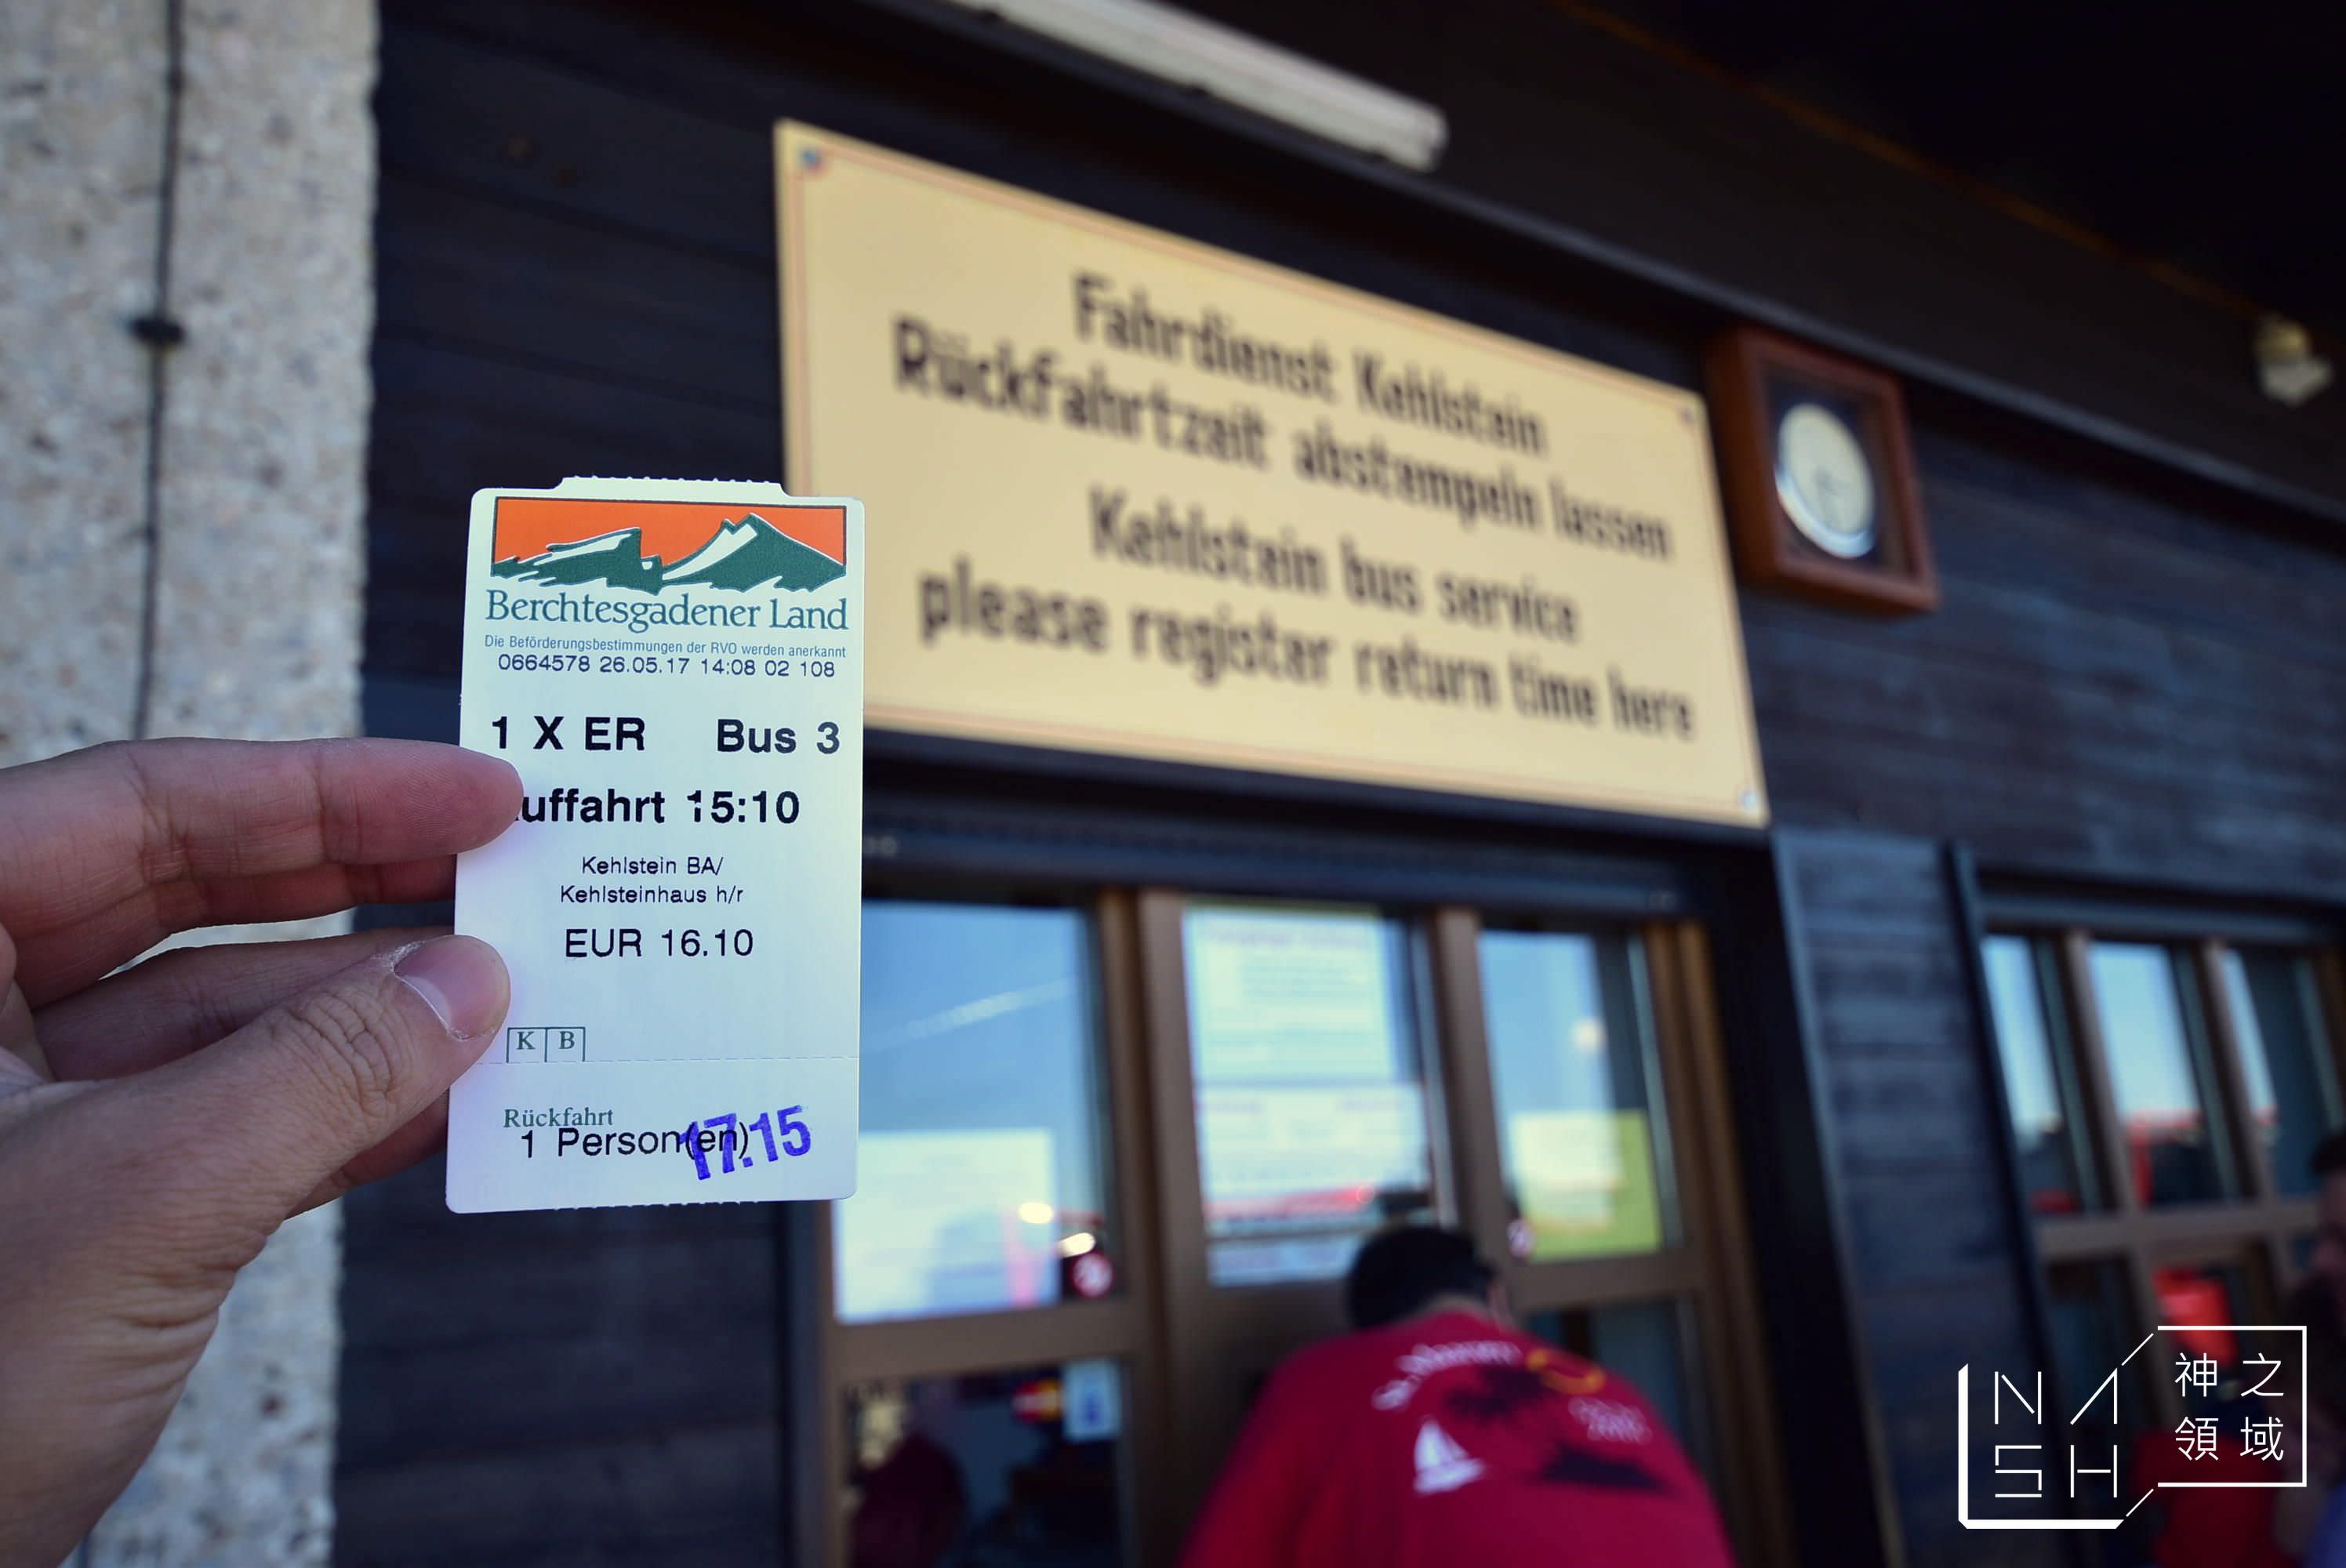 Fahrdienst Kehlstein
Rückfahrtzeit abstempeln lassen
Kehlstein bus service
please register return time here
Berchtesgadener Land
Die Beförderungsbestimmungen der RVO werden anerkannt
0664578 26.05.17 14:08 02 108
1 X ER Bus 3
uffahrt 15:10
Kehlstein BA/
Kehlsteinhaus h/r
EUR 16.10
K B
Rückfahrt
1 Person(en)
17.15
NASH
神之
領域